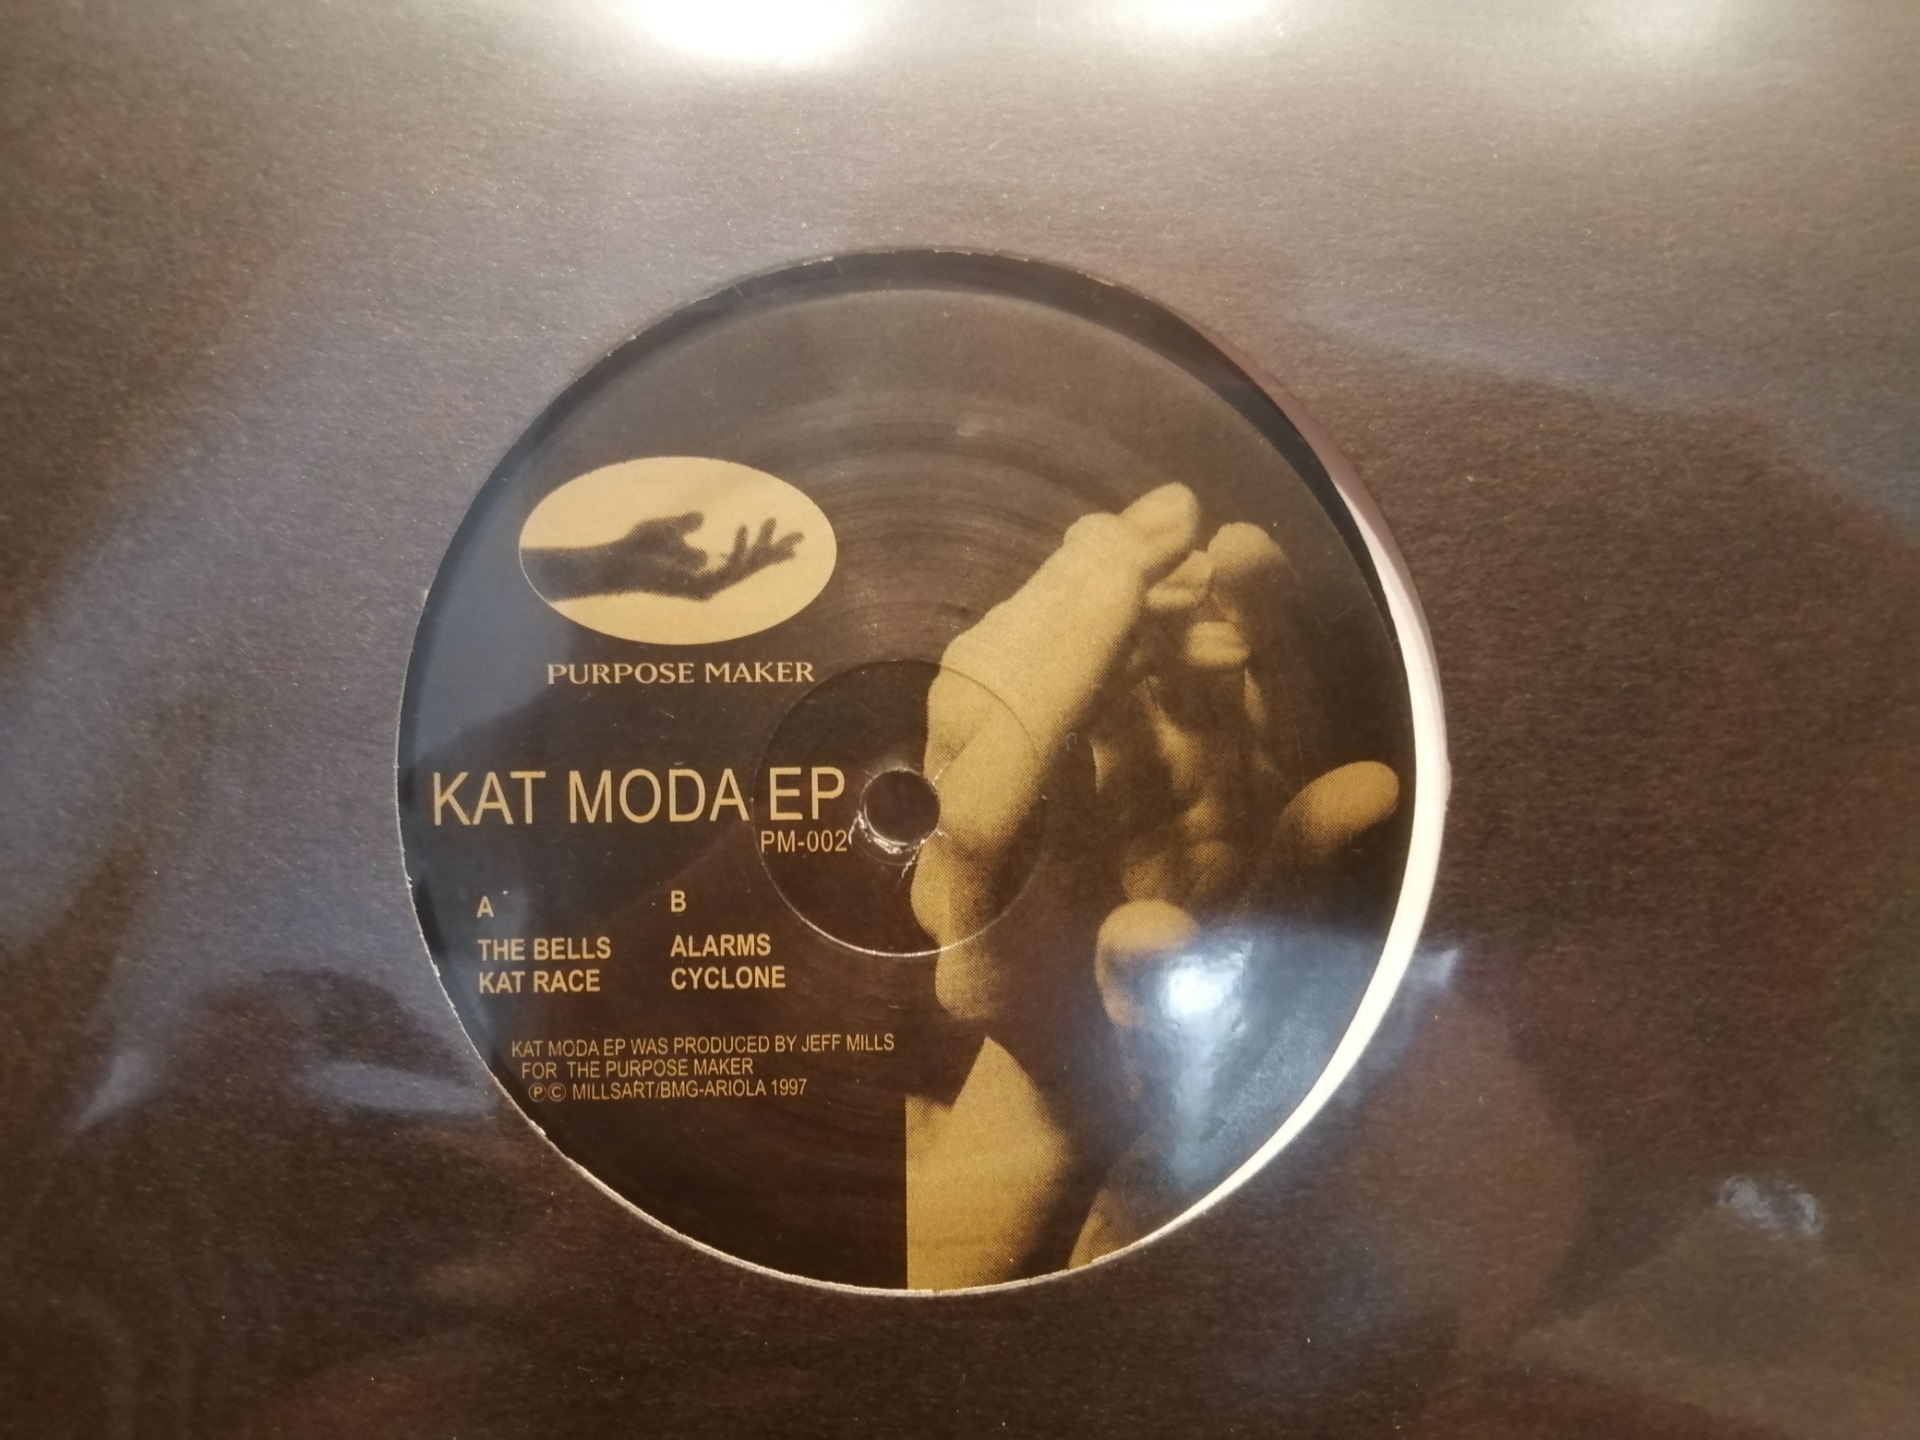 PURPOSE MAKER
KAT MODA EP
PM-002
A
THE BELLS
KAT RACE
B
ALARMS
CYCLONE
KAT MODA EP WAS PRODUCED BY JEFF MILLS
FOR THE PURPOSE MAKER
℗© MILLSART/BMG-ARIOLA 1997